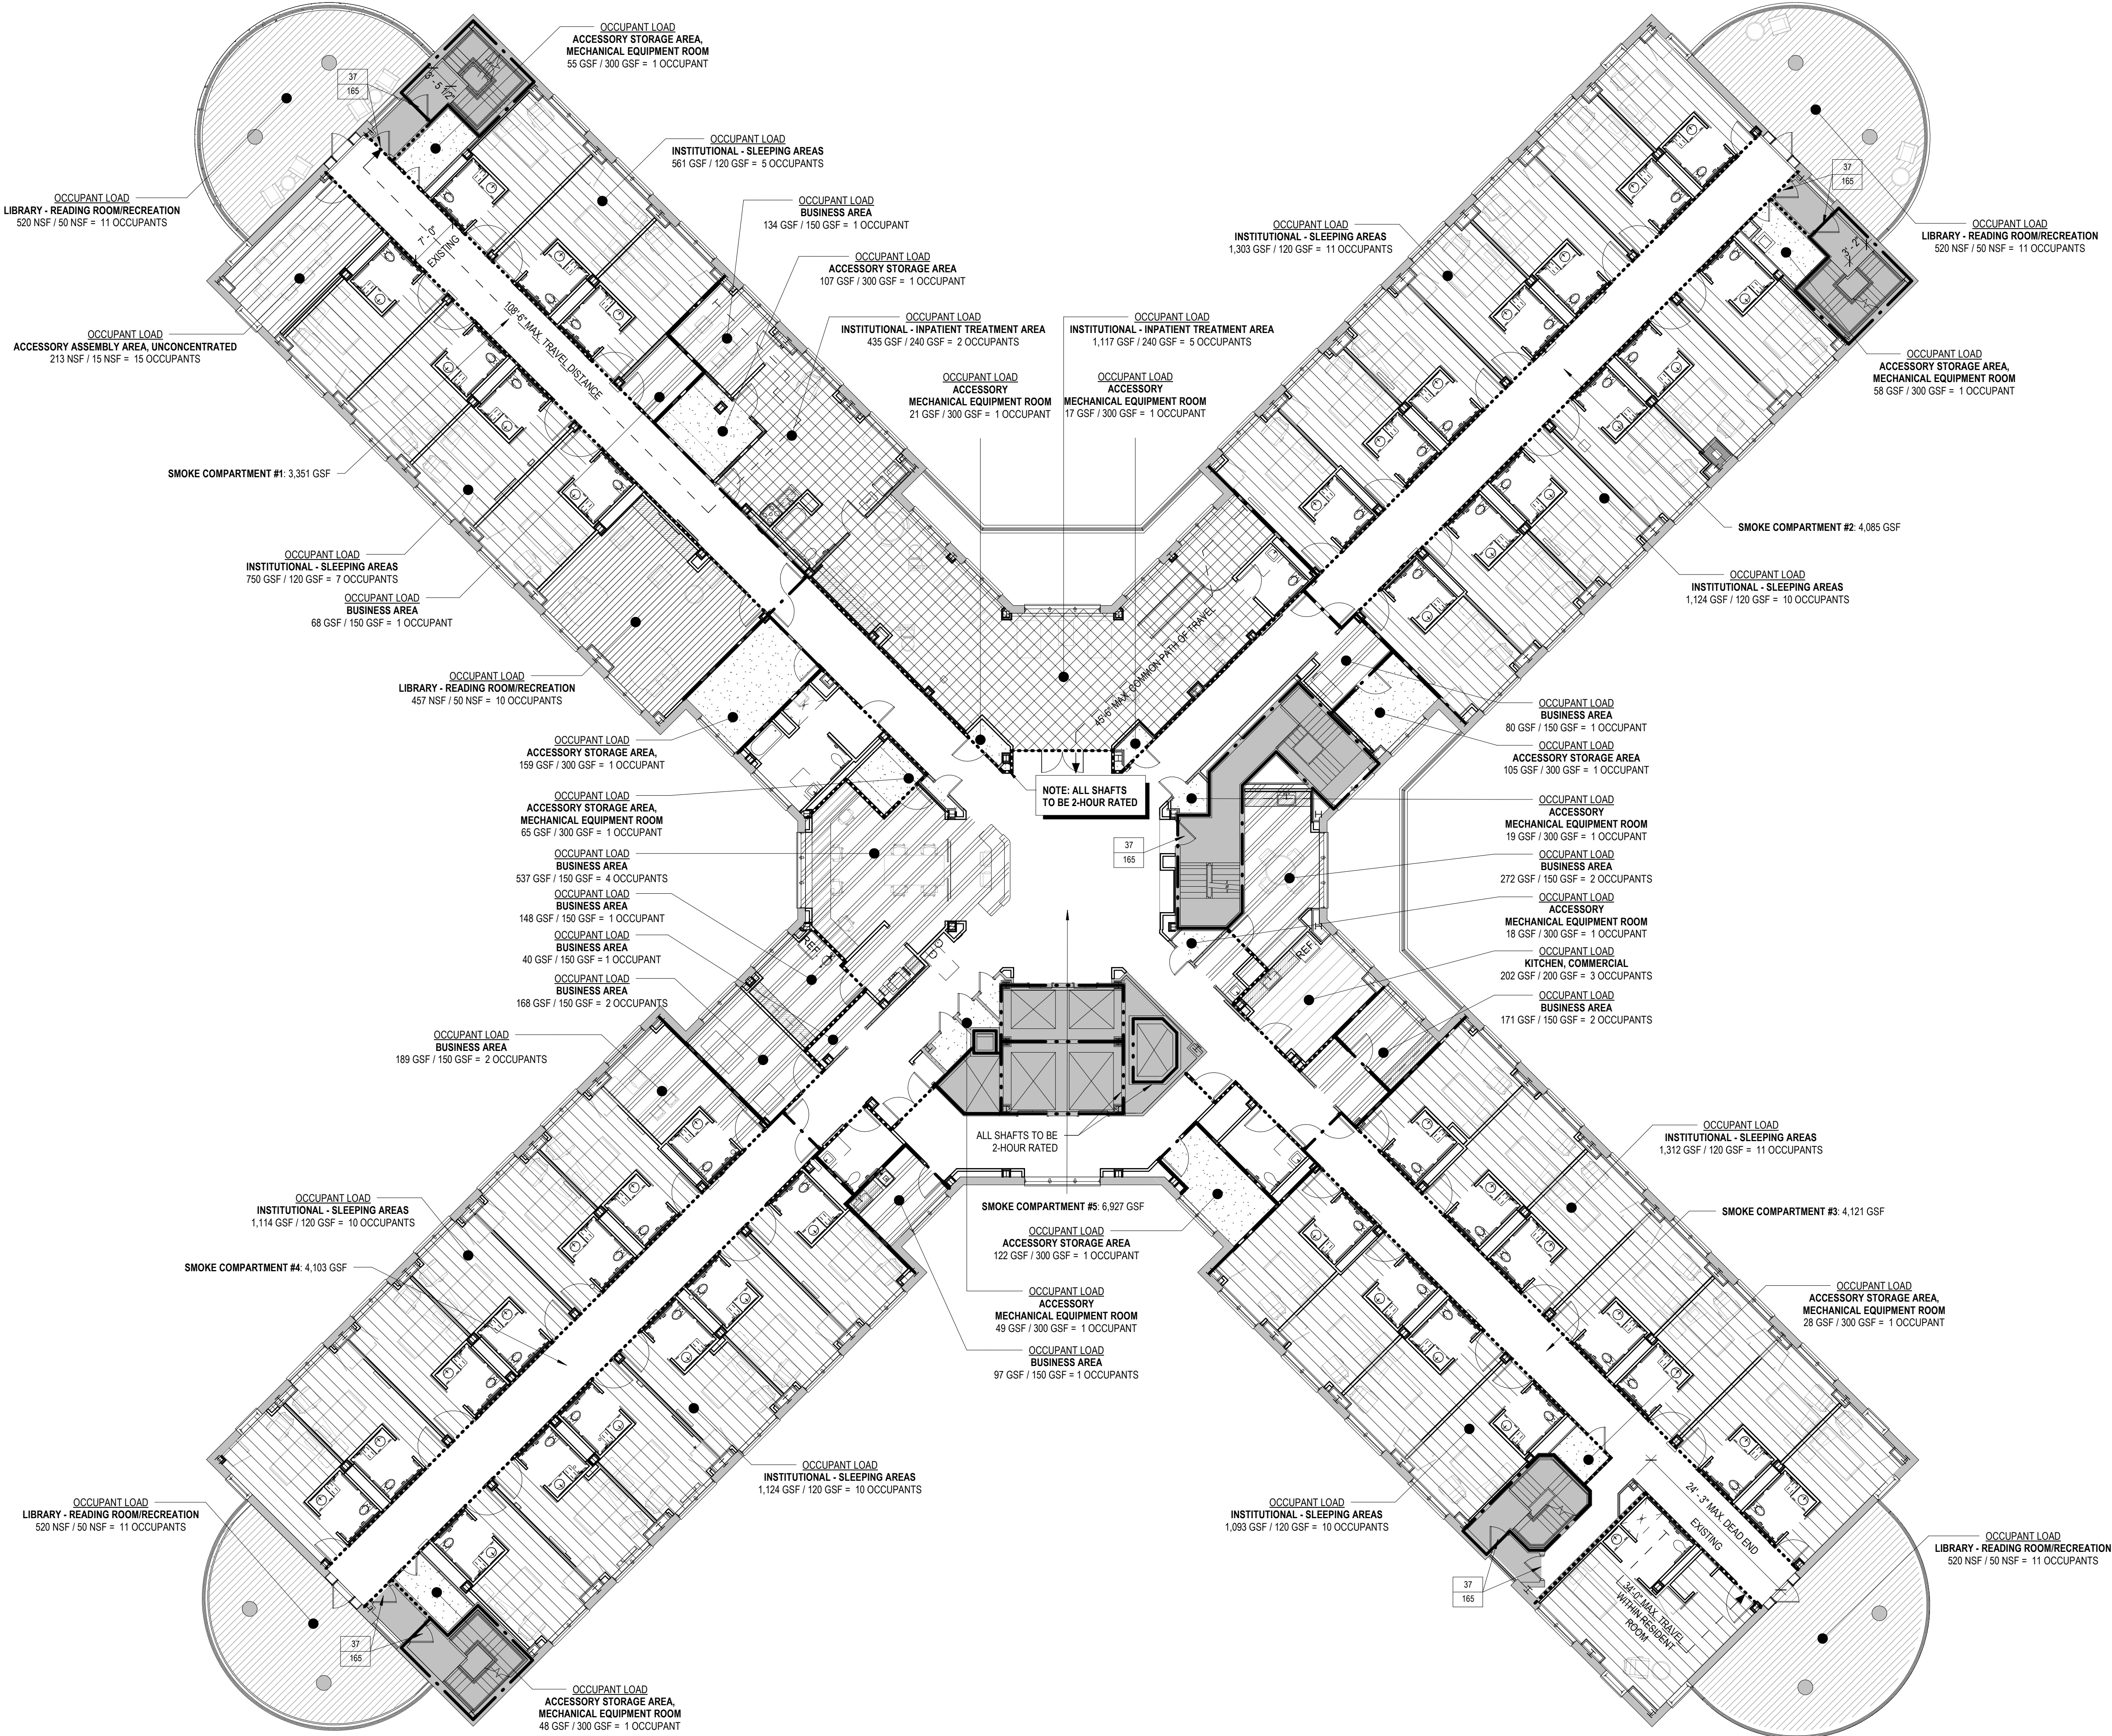 OCCUPANT LOAD
ACCESSORY STORAGE AREA,
MECHANICAL EQUIPMENT ROOM
55 GSF / 300 GSF = 1 OCCUPANT
37
165
3' - 5 1/2"
OCCUPANT LOAD
INSTITUTIONAL - SLEEPING AREAS
561 GSF / 120 GSF = 5 OCCUPANTS
OCCUPANT LOAD
LIBRARY - READING ROOM/RECREATION
520 NSF / 50 NSF = 11 OCCUPANTS
OCCUPANT LOAD
BUSINESS AREA
134 GSF / 150 GSF = 1 OCCUPANT
7' - 0"
EXISTING
OCCUPANT LOAD
ACCESSORY STORAGE AREA
107 GSF / 300 GSF = 1 OCCUPANT
OCCUPANT LOAD
ACCESSORY ASSEMBLY AREA, UNCONCENTRATED
213 NSF / 15 NSF = 15 OCCUPANTS
108'-6" MAX. TRAVEL DISTANCE
OCCUPANT LOAD
INSTITUTIONAL - INPATIENT TREATMENT AREA
435 GSF / 240 GSF = 2 OCCUPANTS
OCCUPANT LOAD
INSTITUTIONAL - INPATIENT TREATMENT AREA
1,117 GSF / 240 GSF = 5 OCCUPANTS
OCCUPANT LOAD
ACCESSORY
MECHANICAL EQUIPMENT ROOM
21 GSF / 300 GSF = 1 OCCUPANT
OCCUPANT LOAD
ACCESSORY
MECHANICAL EQUIPMENT ROOM
17 GSF / 300 GSF = 1 OCCUPANT
OCCUPANT LOAD
INSTITUTIONAL - SLEEPING AREAS
1,303 GSF / 120 GSF = 11 OCCUPANTS
37
165
3' - 2"
OCCUPANT LOAD
LIBRARY - READING ROOM/RECREATION
520 NSF / 50 NSF = 11 OCCUPANTS
OCCUPANT LOAD
ACCESSORY STORAGE AREA,
MECHANICAL EQUIPMENT ROOM
58 GSF / 300 GSF = 1 OCCUPANT
SMOKE COMPARTMENT #1: 3,351 GSF
SMOKE COMPARTMENT #2: 4,085 GSF
OCCUPANT LOAD
INSTITUTIONAL - SLEEPING AREAS
750 GSF / 120 GSF = 7 OCCUPANTS
OCCUPANT LOAD
BUSINESS AREA
68 GSF / 150 GSF = 1 OCCUPANT
OCCUPANT LOAD
INSTITUTIONAL - SLEEPING AREAS
1,124 GSF / 120 GSF = 10 OCCUPANTS
45'-6" MAX. COMMON PATH OF TRAVEL
OCCUPANT LOAD
LIBRARY - READING ROOM/RECREATION
457 NSF / 50 NSF = 10 OCCUPANTS
OCCUPANT LOAD
BUSINESS AREA
80 GSF / 150 GSF = 1 OCCUPANT
OCCUPANT LOAD
ACCESSORY STORAGE AREA,
159 GSF / 300 GSF = 1 OCCUPANT
OCCUPANT LOAD
ACCESSORY STORAGE AREA
105 GSF / 300 GSF = 1 OCCUPANT
NOTE: ALL SHAFTS
TO BE 2-HOUR RATED
OCCUPANT LOAD
ACCESSORY STORAGE AREA,
MECHANICAL EQUIPMENT ROOM
65 GSF / 300 GSF = 1 OCCUPANT
OCCUPANT LOAD
ACCESSORY
MECHANICAL EQUIPMENT ROOM
19 GSF / 300 GSF = 1 OCCUPANT
37
165
OCCUPANT LOAD
BUSINESS AREA
537 GSF / 150 GSF = 4 OCCUPANTS
OCCUPANT LOAD
BUSINESS AREA
272 GSF / 150 GSF = 2 OCCUPANTS
OCCUPANT LOAD
BUSINESS AREA
148 GSF / 150 GSF = 1 OCCUPANT
OCCUPANT LOAD
ACCESSORY
MECHANICAL EQUIPMENT ROOM
18 GSF / 300 GSF = 1 OCCUPANT
OCCUPANT LOAD
BUSINESS AREA
40 GSF / 150 GSF = 1 OCCUPANT
REF.
REF.
OCCUPANT LOAD
KITCHEN, COMMERCIAL
202 GSF / 200 GSF = 3 OCCUPANTS
OCCUPANT LOAD
BUSINESS AREA
168 GSF / 150 GSF = 2 OCCUPANTS
OCCUPANT LOAD
BUSINESS AREA
171 GSF / 150 GSF = 2 OCCUPANTS
OCCUPANT LOAD
BUSINESS AREA
189 GSF / 150 GSF = 2 OCCUPANTS
ALL SHAFTS TO BE
2-HOUR RATED
OCCUPANT LOAD
INSTITUTIONAL - SLEEPING AREAS
1,312 GSF / 120 GSF = 11 OCCUPANTS
OCCUPANT LOAD
INSTITUTIONAL - SLEEPING AREAS
1,114 GSF / 120 GSF = 10 OCCUPANTS
SMOKE COMPARTMENT #5: 6,927 GSF
SMOKE COMPARTMENT #3: 4,121 GSF
OCCUPANT LOAD
ACCESSORY STORAGE AREA
122 GSF / 300 GSF = 1 OCCUPANT
SMOKE COMPARTMENT #4: 4,103 GSF
OCCUPANT LOAD
ACCESSORY
MECHANICAL EQUIPMENT ROOM
49 GSF / 300 GSF = 1 OCCUPANT
OCCUPANT LOAD
ACCESSORY STORAGE AREA,
MECHANICAL EQUIPMENT ROOM
28 GSF / 300 GSF = 1 OCCUPANT
OCCUPANT LOAD
BUSINESS AREA
97 GSF / 150 GSF = 1 OCCUPANTS
OCCUPANT LOAD
INSTITUTIONAL - SLEEPING AREAS
1,124 GSF / 120 GSF = 10 OCCUPANTS
OCCUPANT LOAD
INSTITUTIONAL - SLEEPING AREAS
1,093 GSF / 120 GSF = 10 OCCUPANTS
24' - 3" MAX. DEAD END
EXISTING
OCCUPANT LOAD
LIBRARY - READING ROOM/RECREATION
520 NSF / 50 NSF = 11 OCCUPANTS
OCCUPANT LOAD
LIBRARY - READING ROOM/RECREATION
520 NSF / 50 NSF = 11 OCCUPANTS
37
165
34'-0" MAX. TRAVEL
WITHIN RESIDENT
ROOM
37
165
OCCUPANT LOAD
ACCESSORY STORAGE AREA,
MECHANICAL EQUIPMENT ROOM
48 GSF / 300 GSF = 1 OCCUPANT